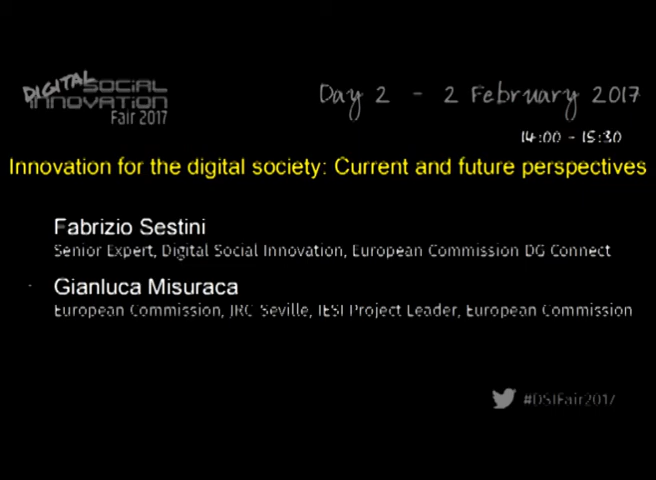 DIGITAL SOCIAL
INNOVATION
Fair 2017
Day 2 - 2 February 2017
14:00 - 15:30
Innovation for the digital society: Current and future perspectives
Fabrizio Sestini
Senior Expert, Digital Social Innovation, European Commission DG Connect
Gianluca Misuraca
European Commission, JRC Seville, IESI Project Leader, European Commission
#DSIFair2017